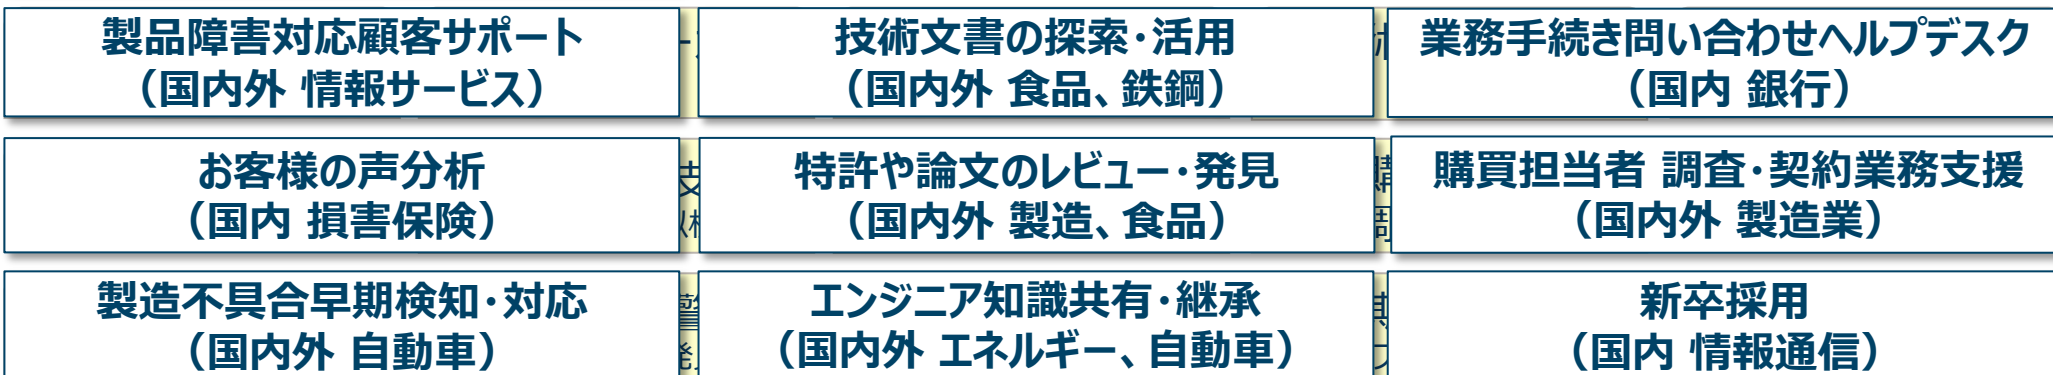 製品障害対応顧客サポート
（国内外 情報サービス）
技術文書の探索・活用
（国内外 食品、鉄鋼）
業務手続き問い合わせヘルプデスク
（国内 銀行）
お客様の声分析
（国内 損害保険）
特許や論文のレビュー・発見
（国内外 製造、食品）
購買担当者 調査・契約業務支援
（国内外 製造業）
製造不具合早期検知・対応
（国内外 自動車）
エンジニア知識共有・継承
（国内外 エネルギー、自動車）
新卒採用
（国内 情報通信）